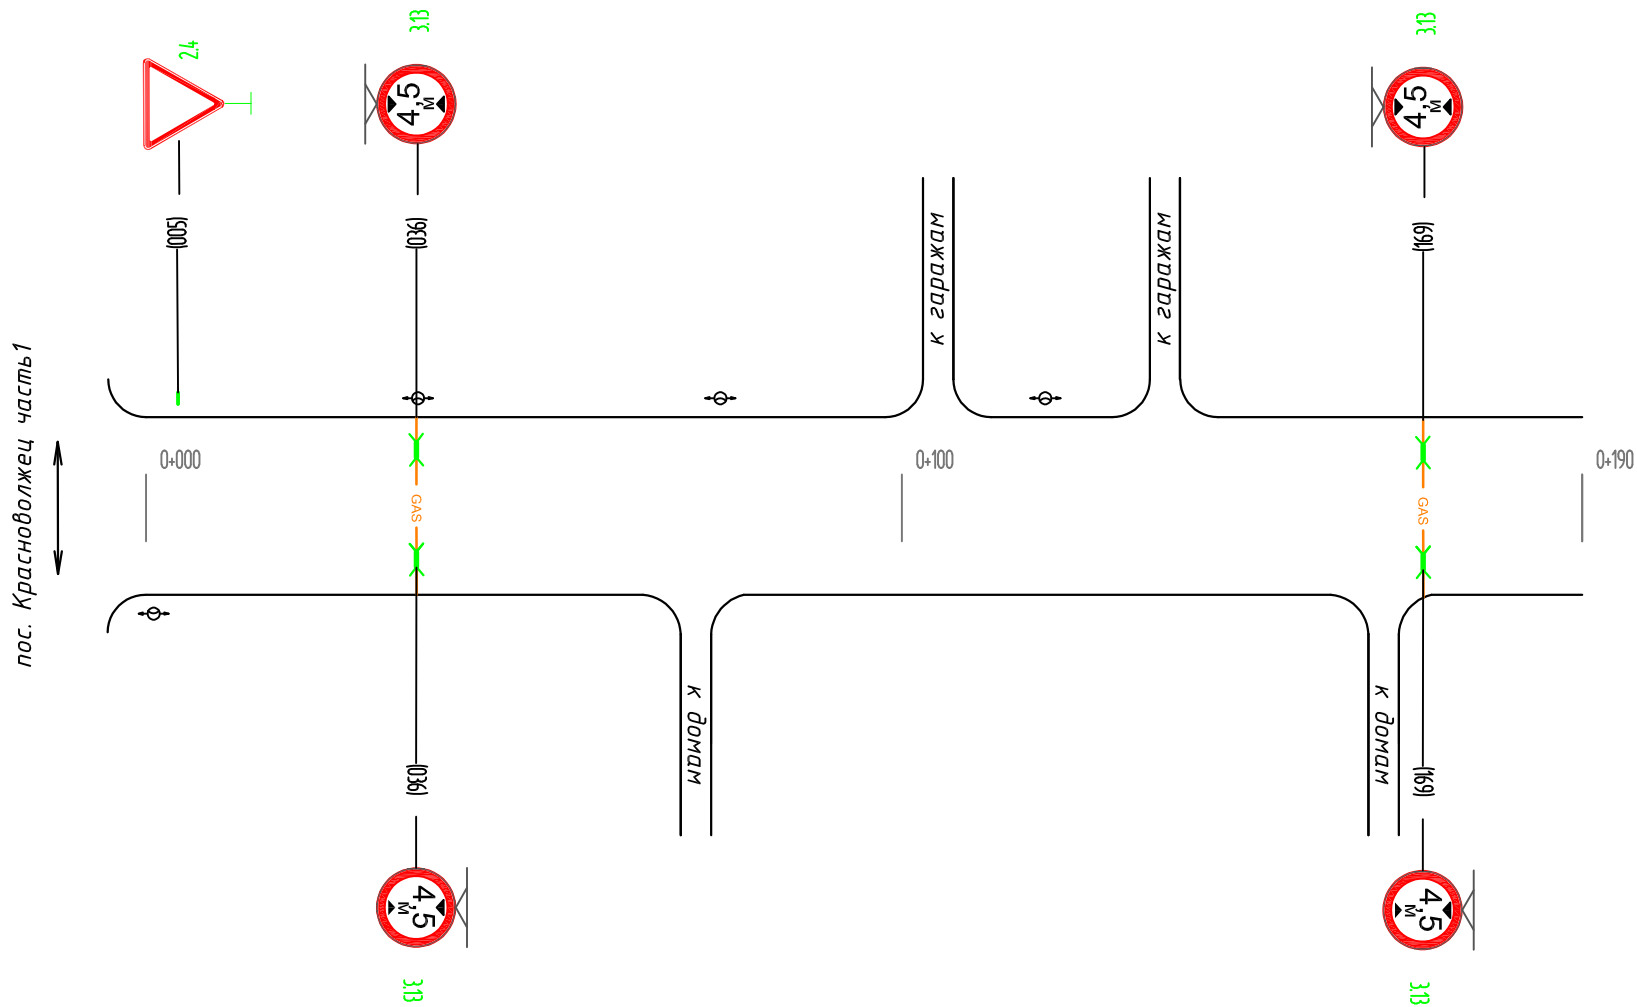 2.4
3.13
3.13
4,5
м
4,5
м
(005)
(036)
(169)
к гаражам
к гаражам
пос. Красноволжец часть1
0+000
0+100
0+190
GAS
GAS
к домам
к домам
(036)
(169)
4,5
м
4,5
м
3.13
3.13